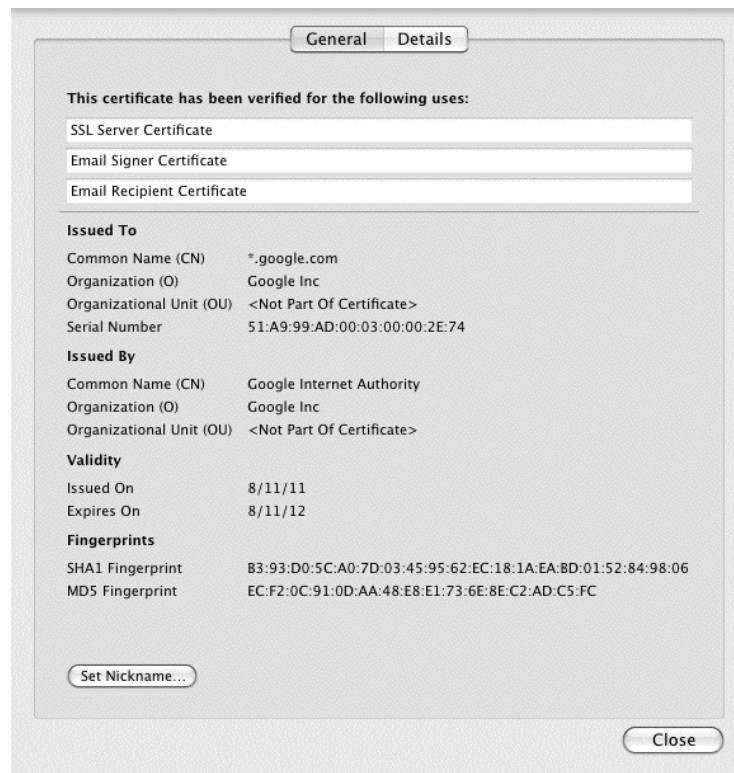 General Details
This certificate has been verified for the following uses:
SSL Server Certificate
Email Signer Certificate
Email Recipient Certificate
Issued To
Common Name (CN) *.google.com
Organization (O) Google Inc
Organizational Unit (OU) <Not Part Of Certificate>
Serial Number 51:A9:99:AD:00:03:00:00:2E:74
Issued By
Common Name (CN) Google Internet Authority
Organization (O) Google Inc
Organizational Unit (OU) <Not Part Of Certificate>
Validity
Issued On 8/11/11
Expires On 8/11/12
Fingerprints
SHA1 Fingerprint B3:93:D0:5C:A0:7D:03:45:95:62:EC:18:1A:EA:BD:01:52:84:98:06
MD5 Fingerprint EC:F2:0C:91:0D:AA:48:E8:E1:73:6E:8E:C2:AD:C5:FC
Set Nickname...
Close